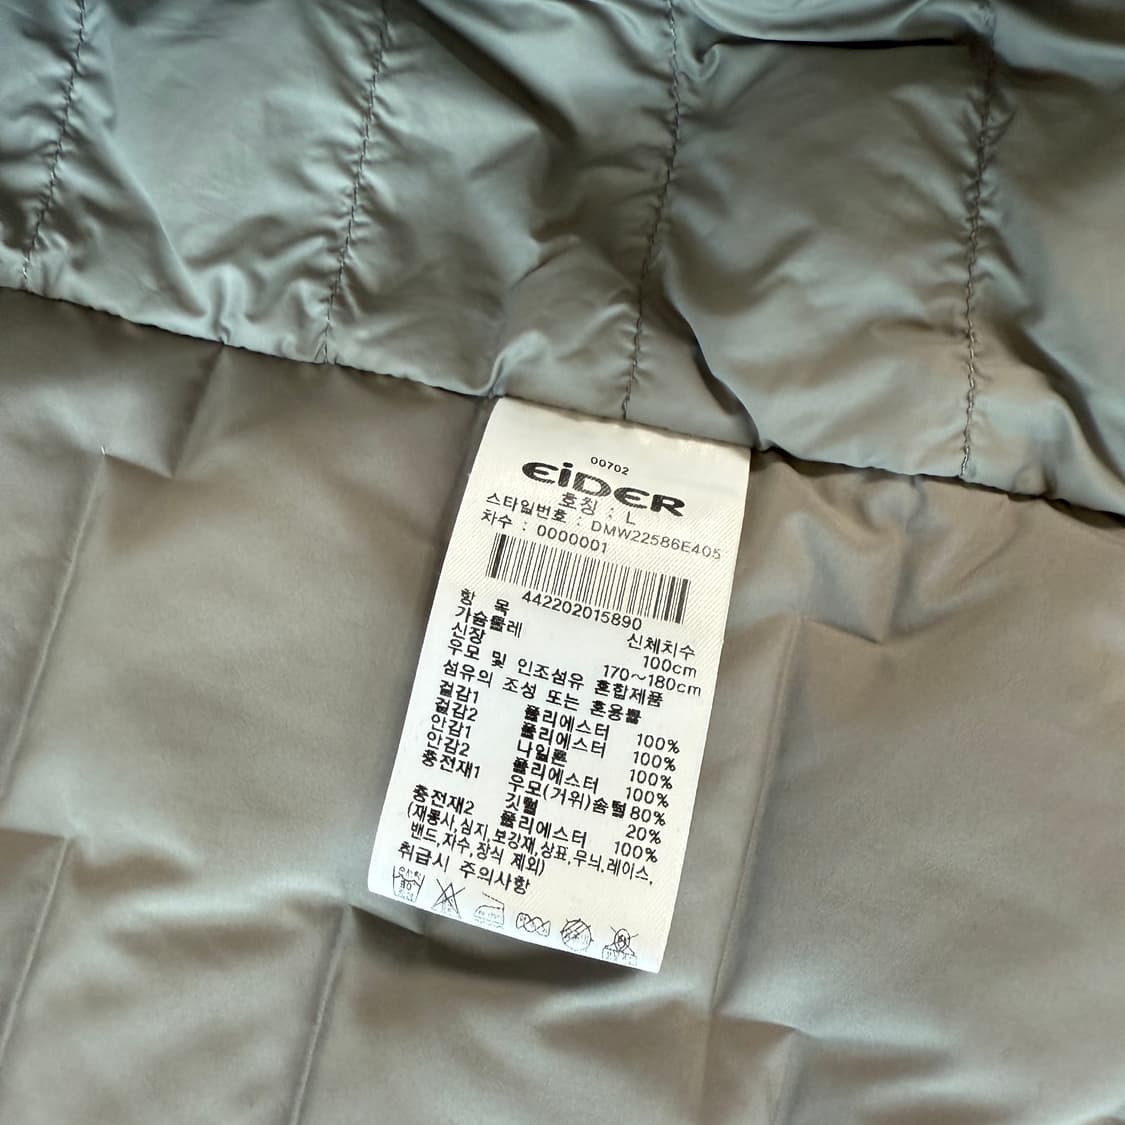 00702
EiDER
호칭 : L
스타일번호 : DMW22586E405
차수 : 0000001
442202015890
항 목 신체치수
가슴둘레 100cm
신장 170~180cm
우모 및 인조섬유 혼합제품
섬유의 조성 또는 혼용률
겉감1 폴리에스터 100%
겉감2 폴리에스터 100%
안감1 나일론 100%
안감2 폴리에스터 100%
충전재1 우모(거위)솜털 80%
깃털 20%
충전재2 폴리에스터 100%
(재봉사,심지,보강재,상표,무늬,레이스,
밴드,자수,장식 제외)
취급시 주의사항